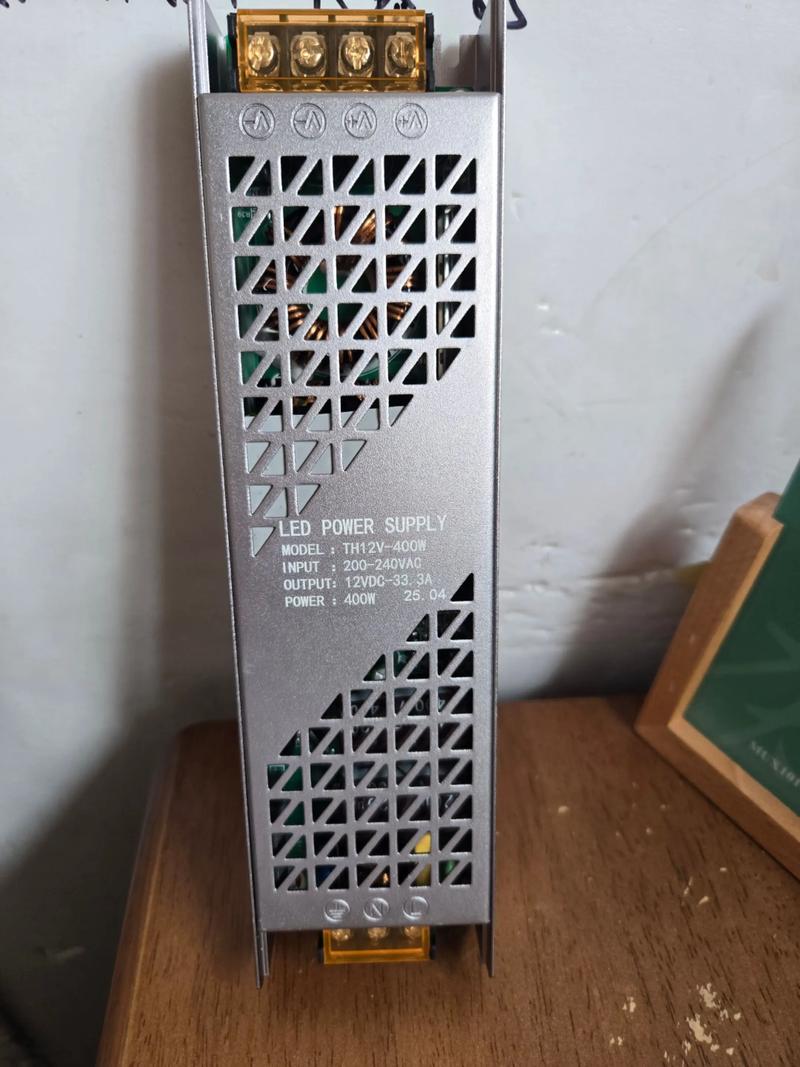 V- V- V+ V+
LED POWER SUPPLY
MODEL : TH12V-400W
INPUT : 200-240VAC
OUTPUT: 12VDC-33.3A
POWER : 400W 25.04
N L